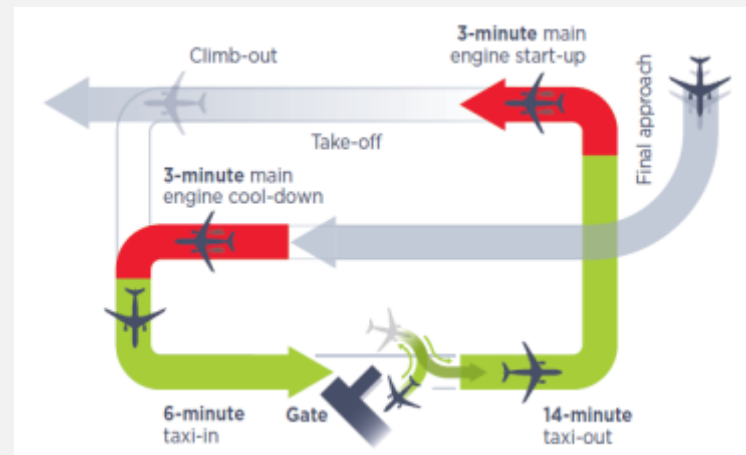 Climb-out
3-minute main
engine start-up
Final approach
Take-off
3-minute main
engine cool-down
6-minute
taxi-in
Gate
14-minute
taxi-out